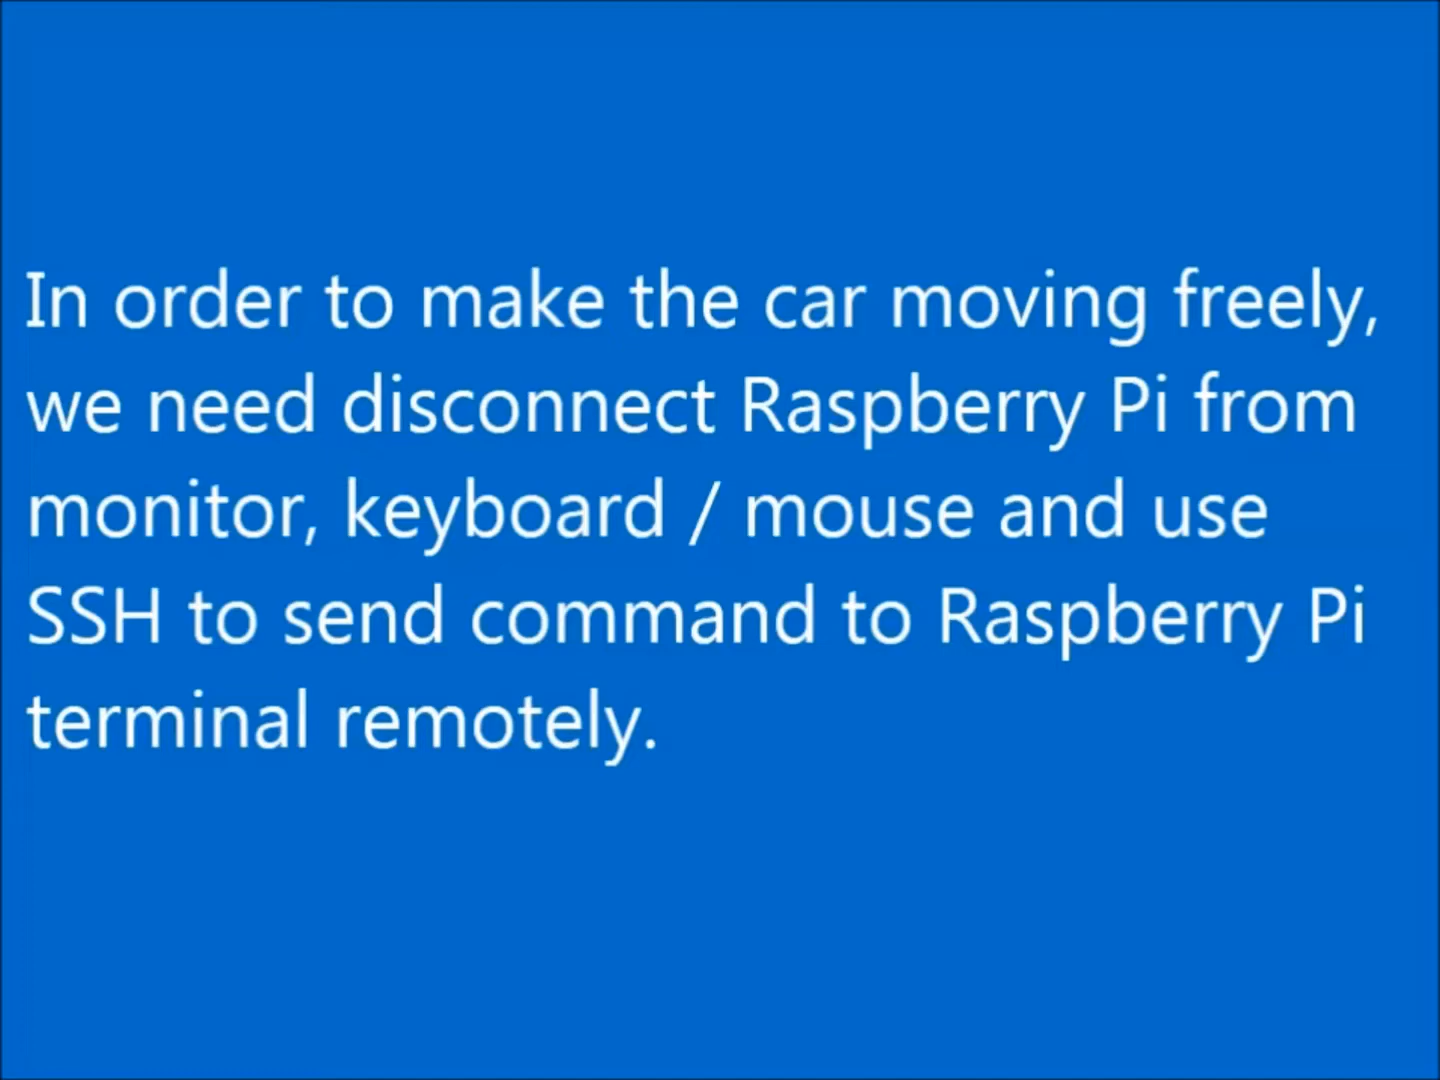 In order to make the car moving freely,
we need disconnect Raspberry Pi from
monitor, keyboard / mouse and use
SSH to send command to Raspberry Pi
terminal remotely.